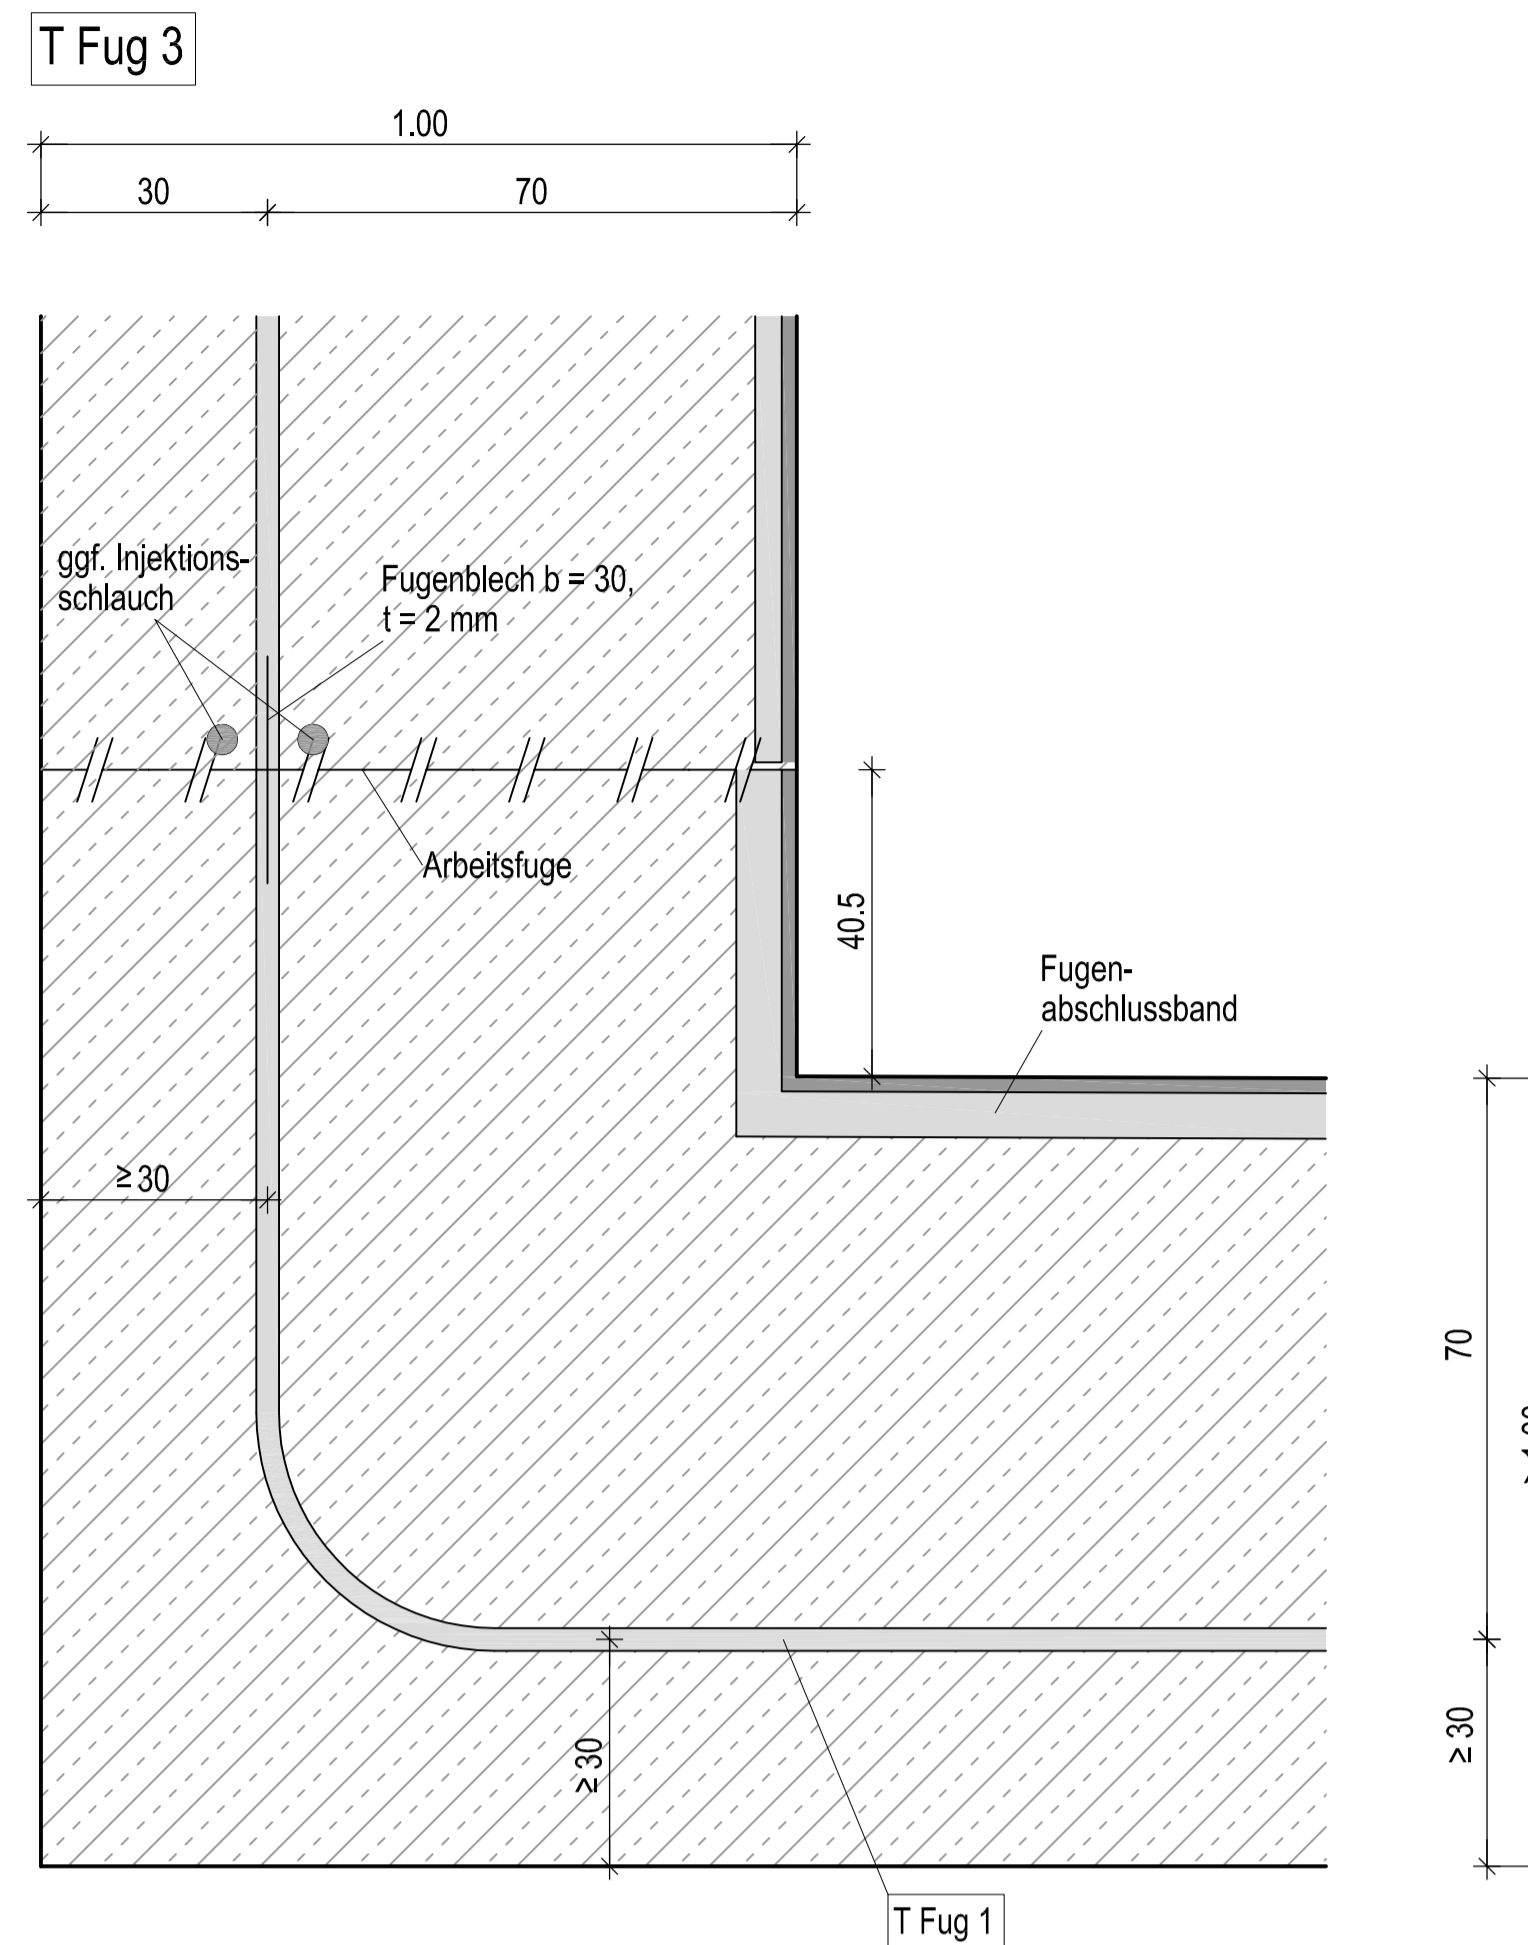 T Fug 3
1.00
30
70
ggf. Injektions-
schlauch
Fugenblech b = 30,
t = 2 mm
Arbeitsfuge
40.5
Fugen-
abschlussband
≥ 30
70
≥ 30
≥ 30
T Fug 1